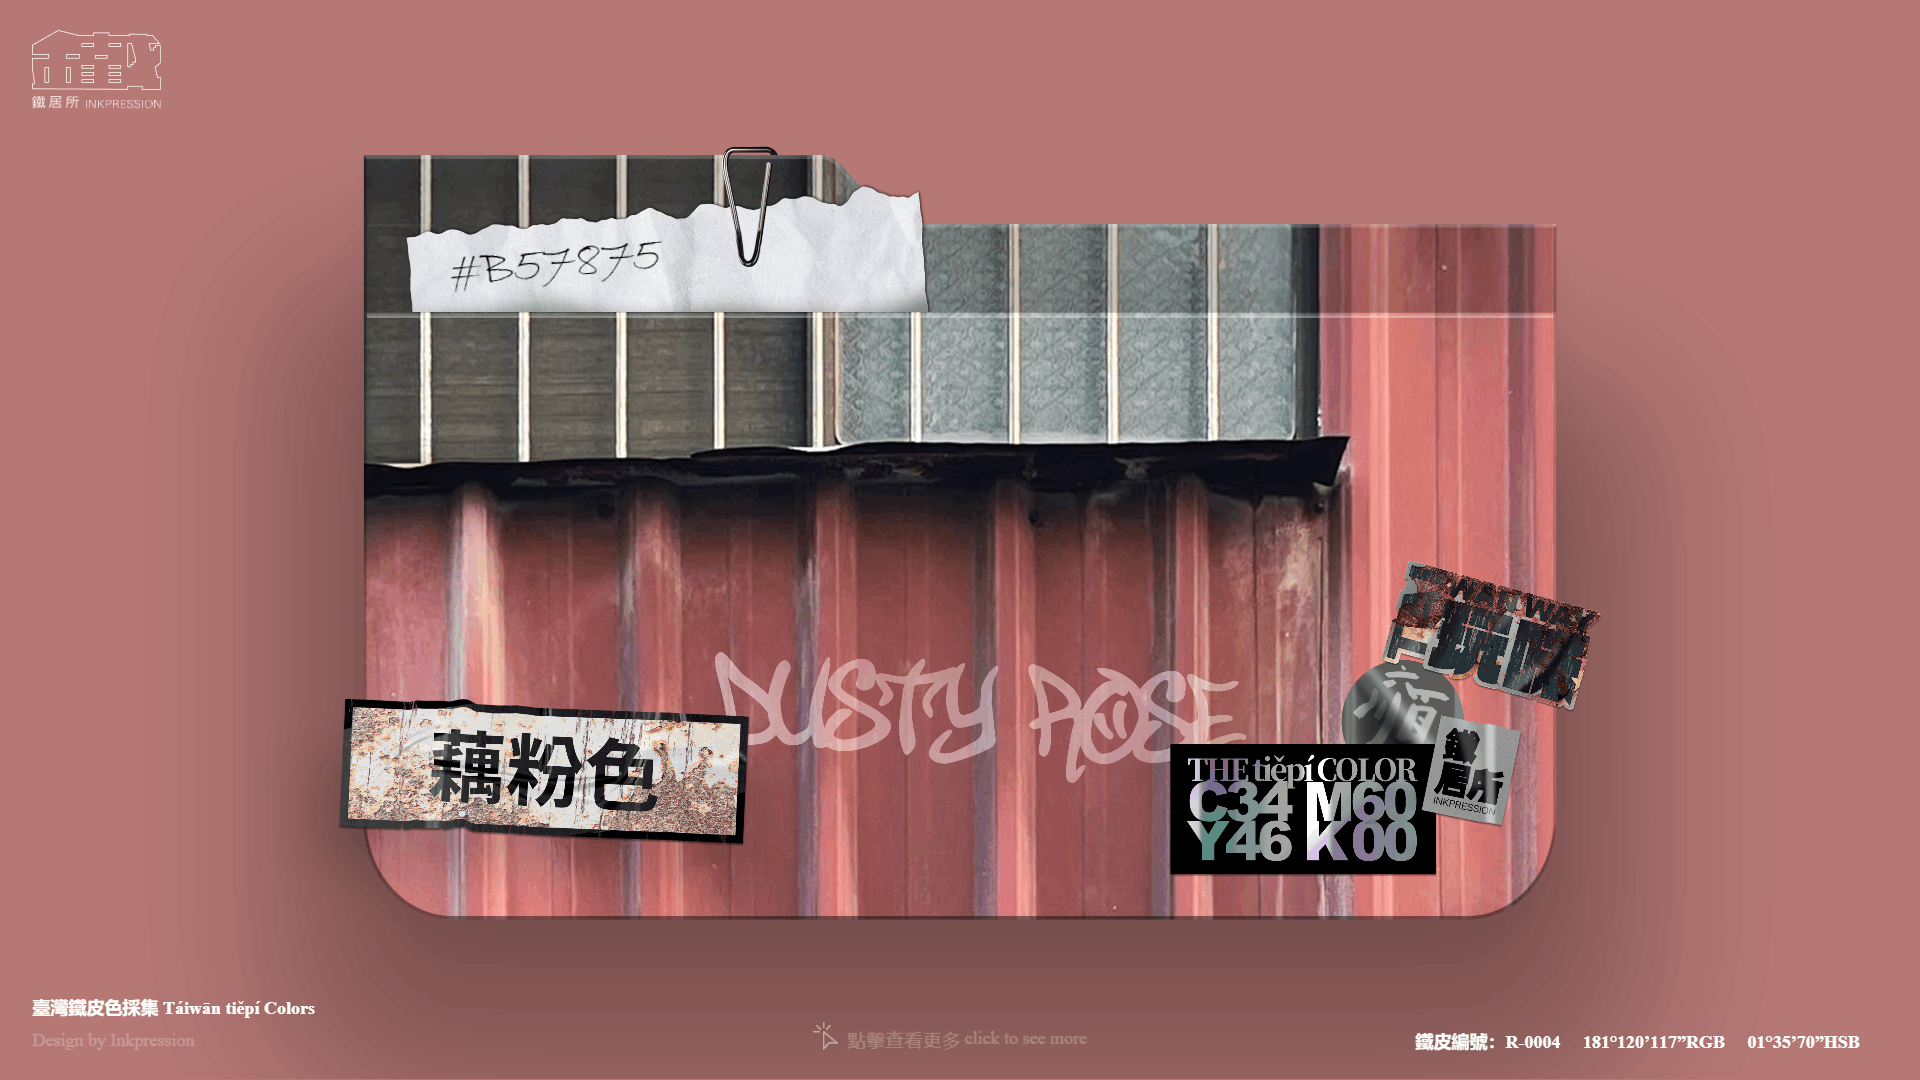 鐵居所 INKPRESSION
#B57875
DUSTY ROSE
藕粉色
THE tiěpí COLOR
C34 M60
Y46 K00
鐵居所
INKPRESSION
臺灣鐵皮色採集 Táiwān tiěpí Colors
Design by Inkpression
點擊查看更多 click to see more
鐵皮編號：R-0004 181°120’117”RGB 01°35’70”HSB